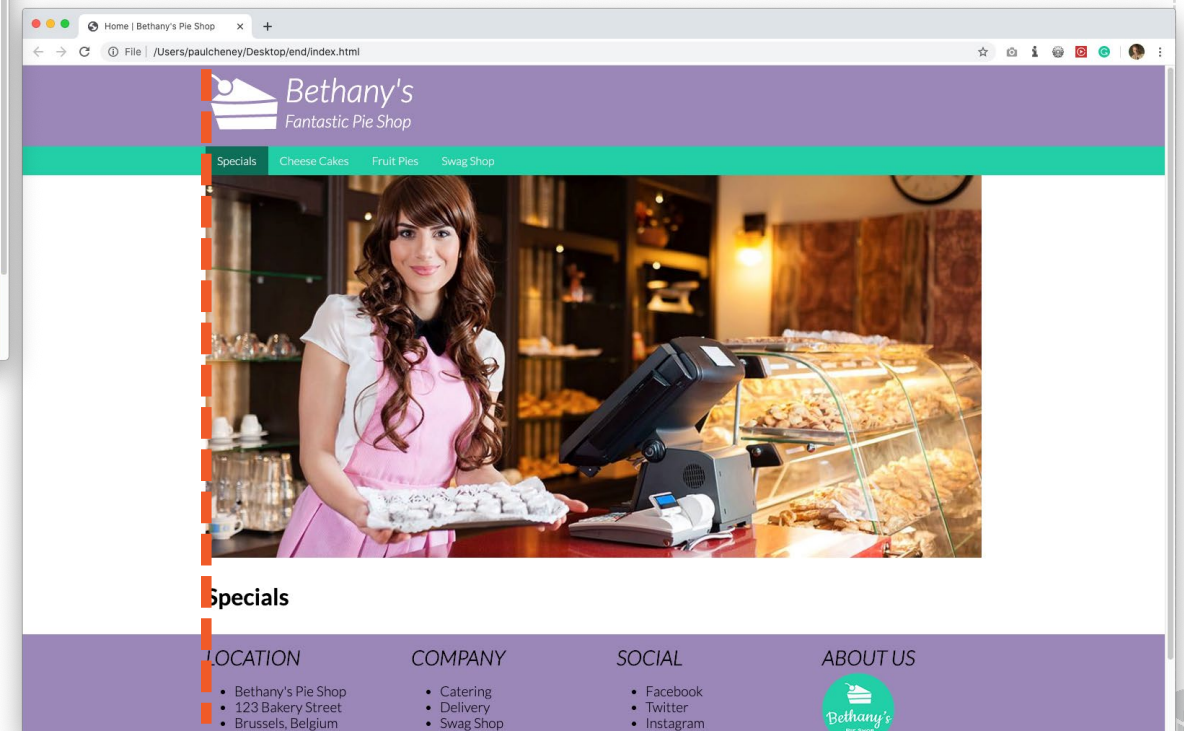 Home | Bethany's Pie Shop
File | /Users/paulcheney/Desktop/end/index.html
Bethany's
Fantastic Pie Shop
Specials Cheese Cakes Fruit Pies Swag Shop
Specials
LOCATION COMPANY SOCIAL ABOUT US
• Bethany's Pie Shop • Catering • Facebook
• 123 Bakery Street • Delivery • Twitter
• Brussels, Belgium • Swag Shop • Instagram
Bethany's